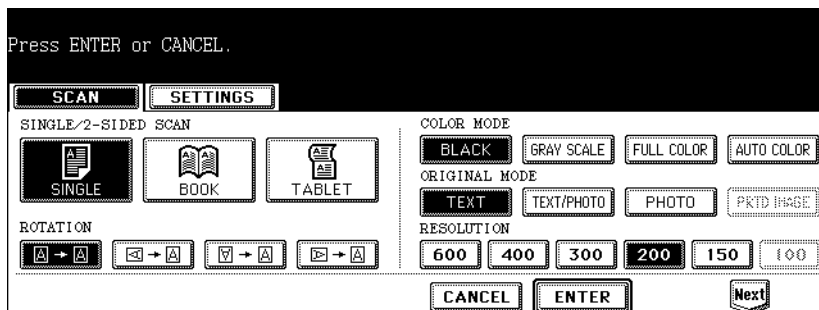 Press ENTER or CANCEL.
SCAN SETTINGS
SINGLE/2-SIDED SCAN
SINGLE BOOK TABLET
ROTATION
A → A A → A A → A A → A
COLOR MODE
BLACK GRAY SCALE FULL COLOR AUTO COLOR
ORIGINAL MODE
TEXT TEXT/PHOTO PHOTO PRTD IMAGE
RESOLUTION
600 400 300 200 150 100
CANCEL ENTER Next